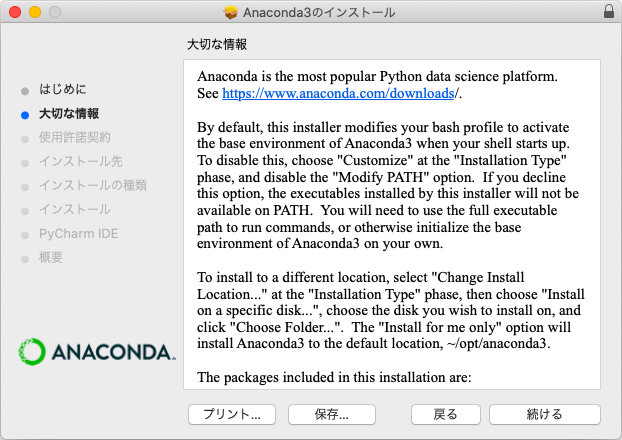 Anaconda3のインストール
大切な情報
はじめに
大切な情報
使用許諾契約
インストール先
インストールの種類
インストール
PyCharm IDE
概要
ANACONDA.
Anaconda is the most popular Python data science platform.
See https://www.anaconda.com/downloads/.
By default, this installer modifies your bash profile to activate
the base environment of Anaconda3 when your shell starts up.
To disable this, choose "Customize" at the "Installation Type"
phase, and disable the "Modify PATH" option.  If you decline
this option, the executables installed by this installer will not be
available on PATH.  You will need to use the full executable
path to run commands, or otherwise initialize the base
environment of Anaconda3 on your own.
To install to a different location, select "Change Install
Location..." at the "Installation Type" phase, then choose "Install
on a specific disk...", choose the disk you wish to install on, and
click "Choose Folder...".  The "Install for me only" option will
install Anaconda3 to the default location, ~/opt/anaconda3.
The packages included in this installation are:
プリント...
保存...
戻る
続ける